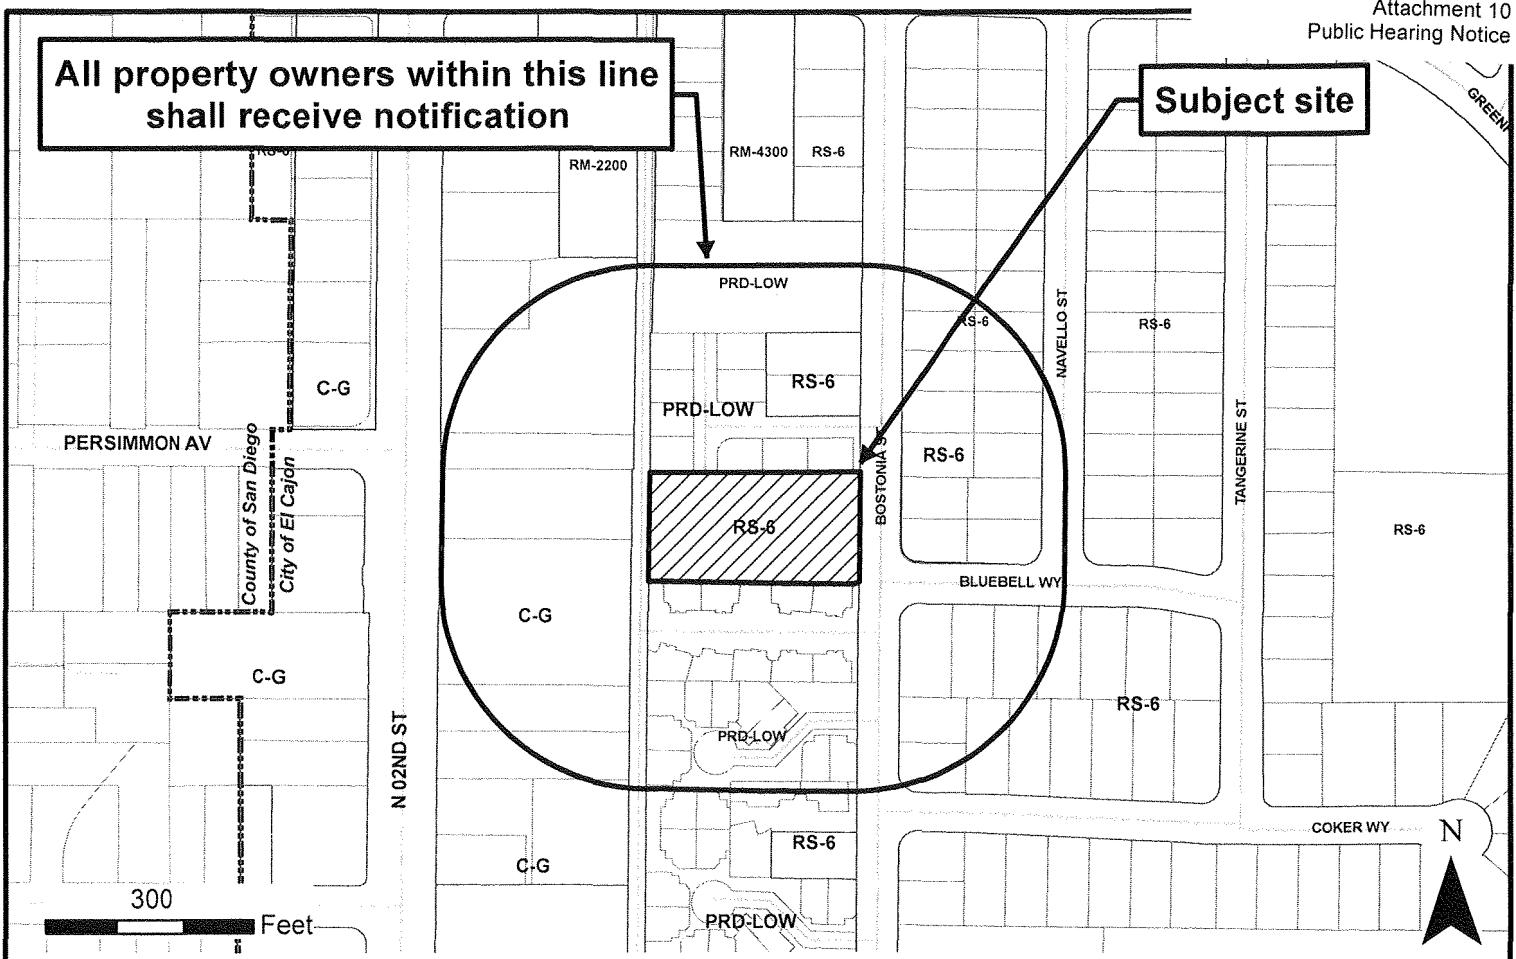 Attachment 10
Public Hearing Notice
All property owners within this line
shall receive notification
Subject site
RM-2200
RM-4300
RS-6
PRD-LOW
RS-6
RS-6
NAVELLO ST
C-G
RS-6
PRD-LOW
PERSIMMON AV
County of San Diego
City of El Cajon
RS-6
BOSTONIA ST
TANGERINE ST
RS-6
RS-6
BLUEBELL WY
C-G
C-G
RS-6
N 02ND ST
PRD-LOW
COKER WY
N
RS-6
C-G
300
Feet
PRD-LOW